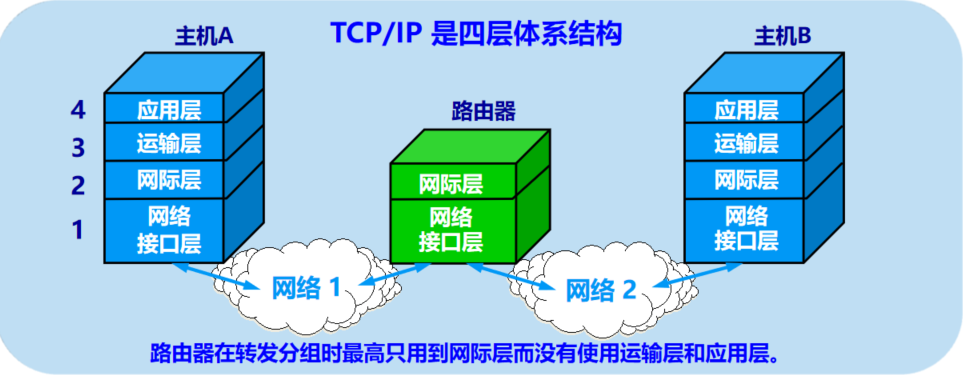 TCP/IP 是四层体系结构
主机A
主机B
路由器
4
应用层
3
运输层
2
网际层
1
网络
接口层
网际层
网络
接口层
应用层
运输层
网际层
网络
接口层
网络 1
网络 2
路由器在转发分组时最高只用到网际层而没有使用运输层和应用层。